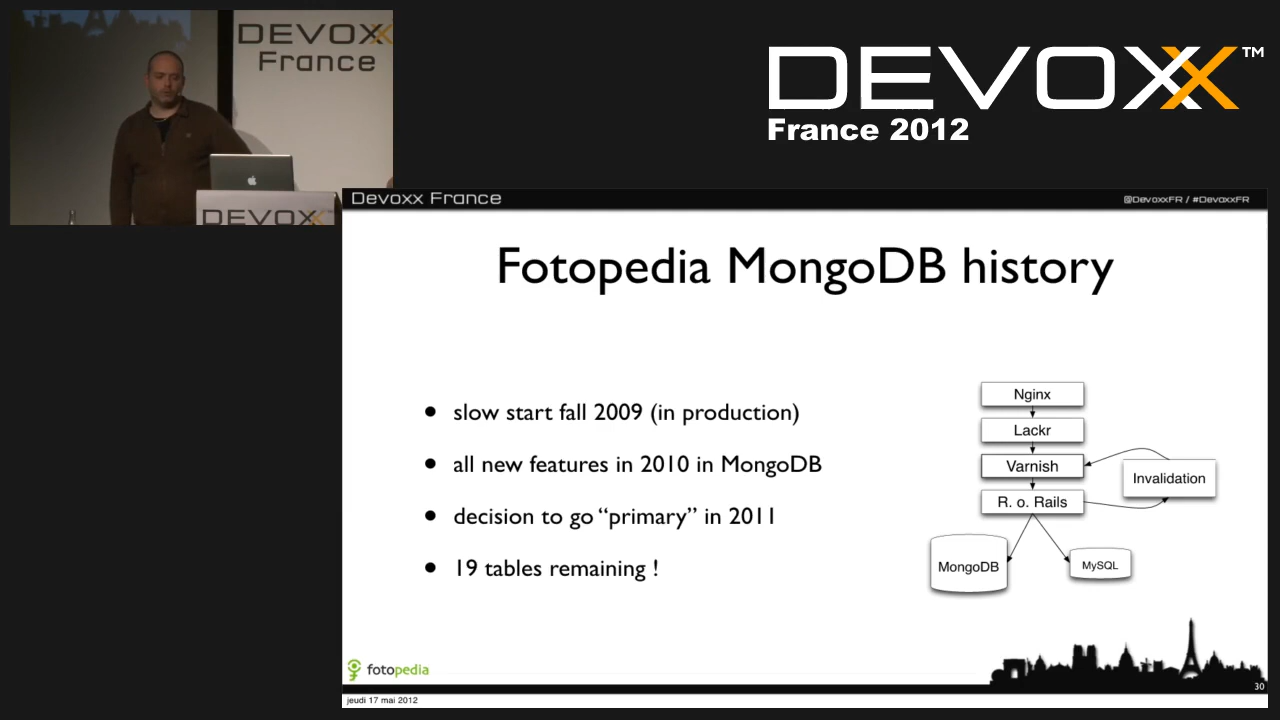 DEVOXX
France
DEVOXX
DEVOXX™
France 2012
Devoxx France
@DevoxxFR / #DevoxxFR
Fotopedia MongoDB history
• slow start fall 2009 (in production)
• all new features in 2010 in MongoDB
• decision to go “primary” in 2011
• 19 tables remaining !
Nginx
Lackr
Varnish
Invalidation
R. o. Rails
MongoDB
MySQL
fotopedia
30
jeudi 17 mai 2012